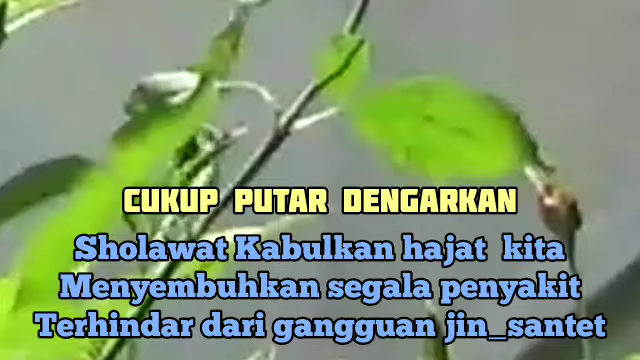 CUKUP PUTAR DENGARKAN
Sholawat Kabulkan hajat kita
Menyembuhkan segala penyakit
Terhindar dari gangguan jin_santet